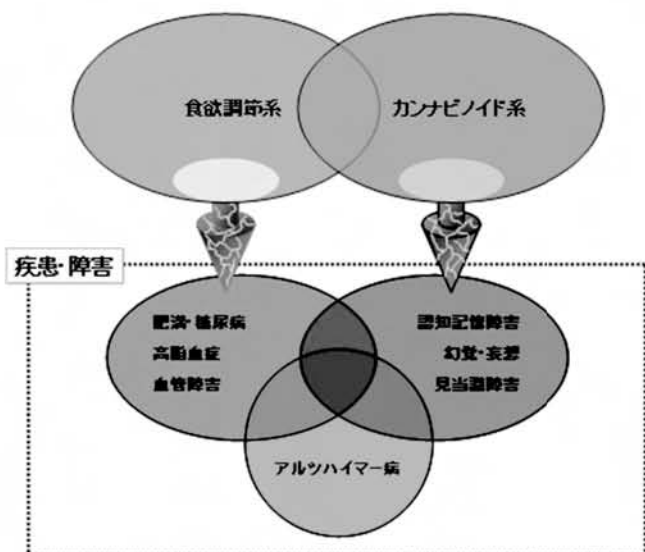 食欲調節系
カンナビノイド系
疾患・障害
肥満・糖尿病
高脂血症
血管障害
認知記憶障害
幻覚・妄想
見当識障害
アルツハイマー病